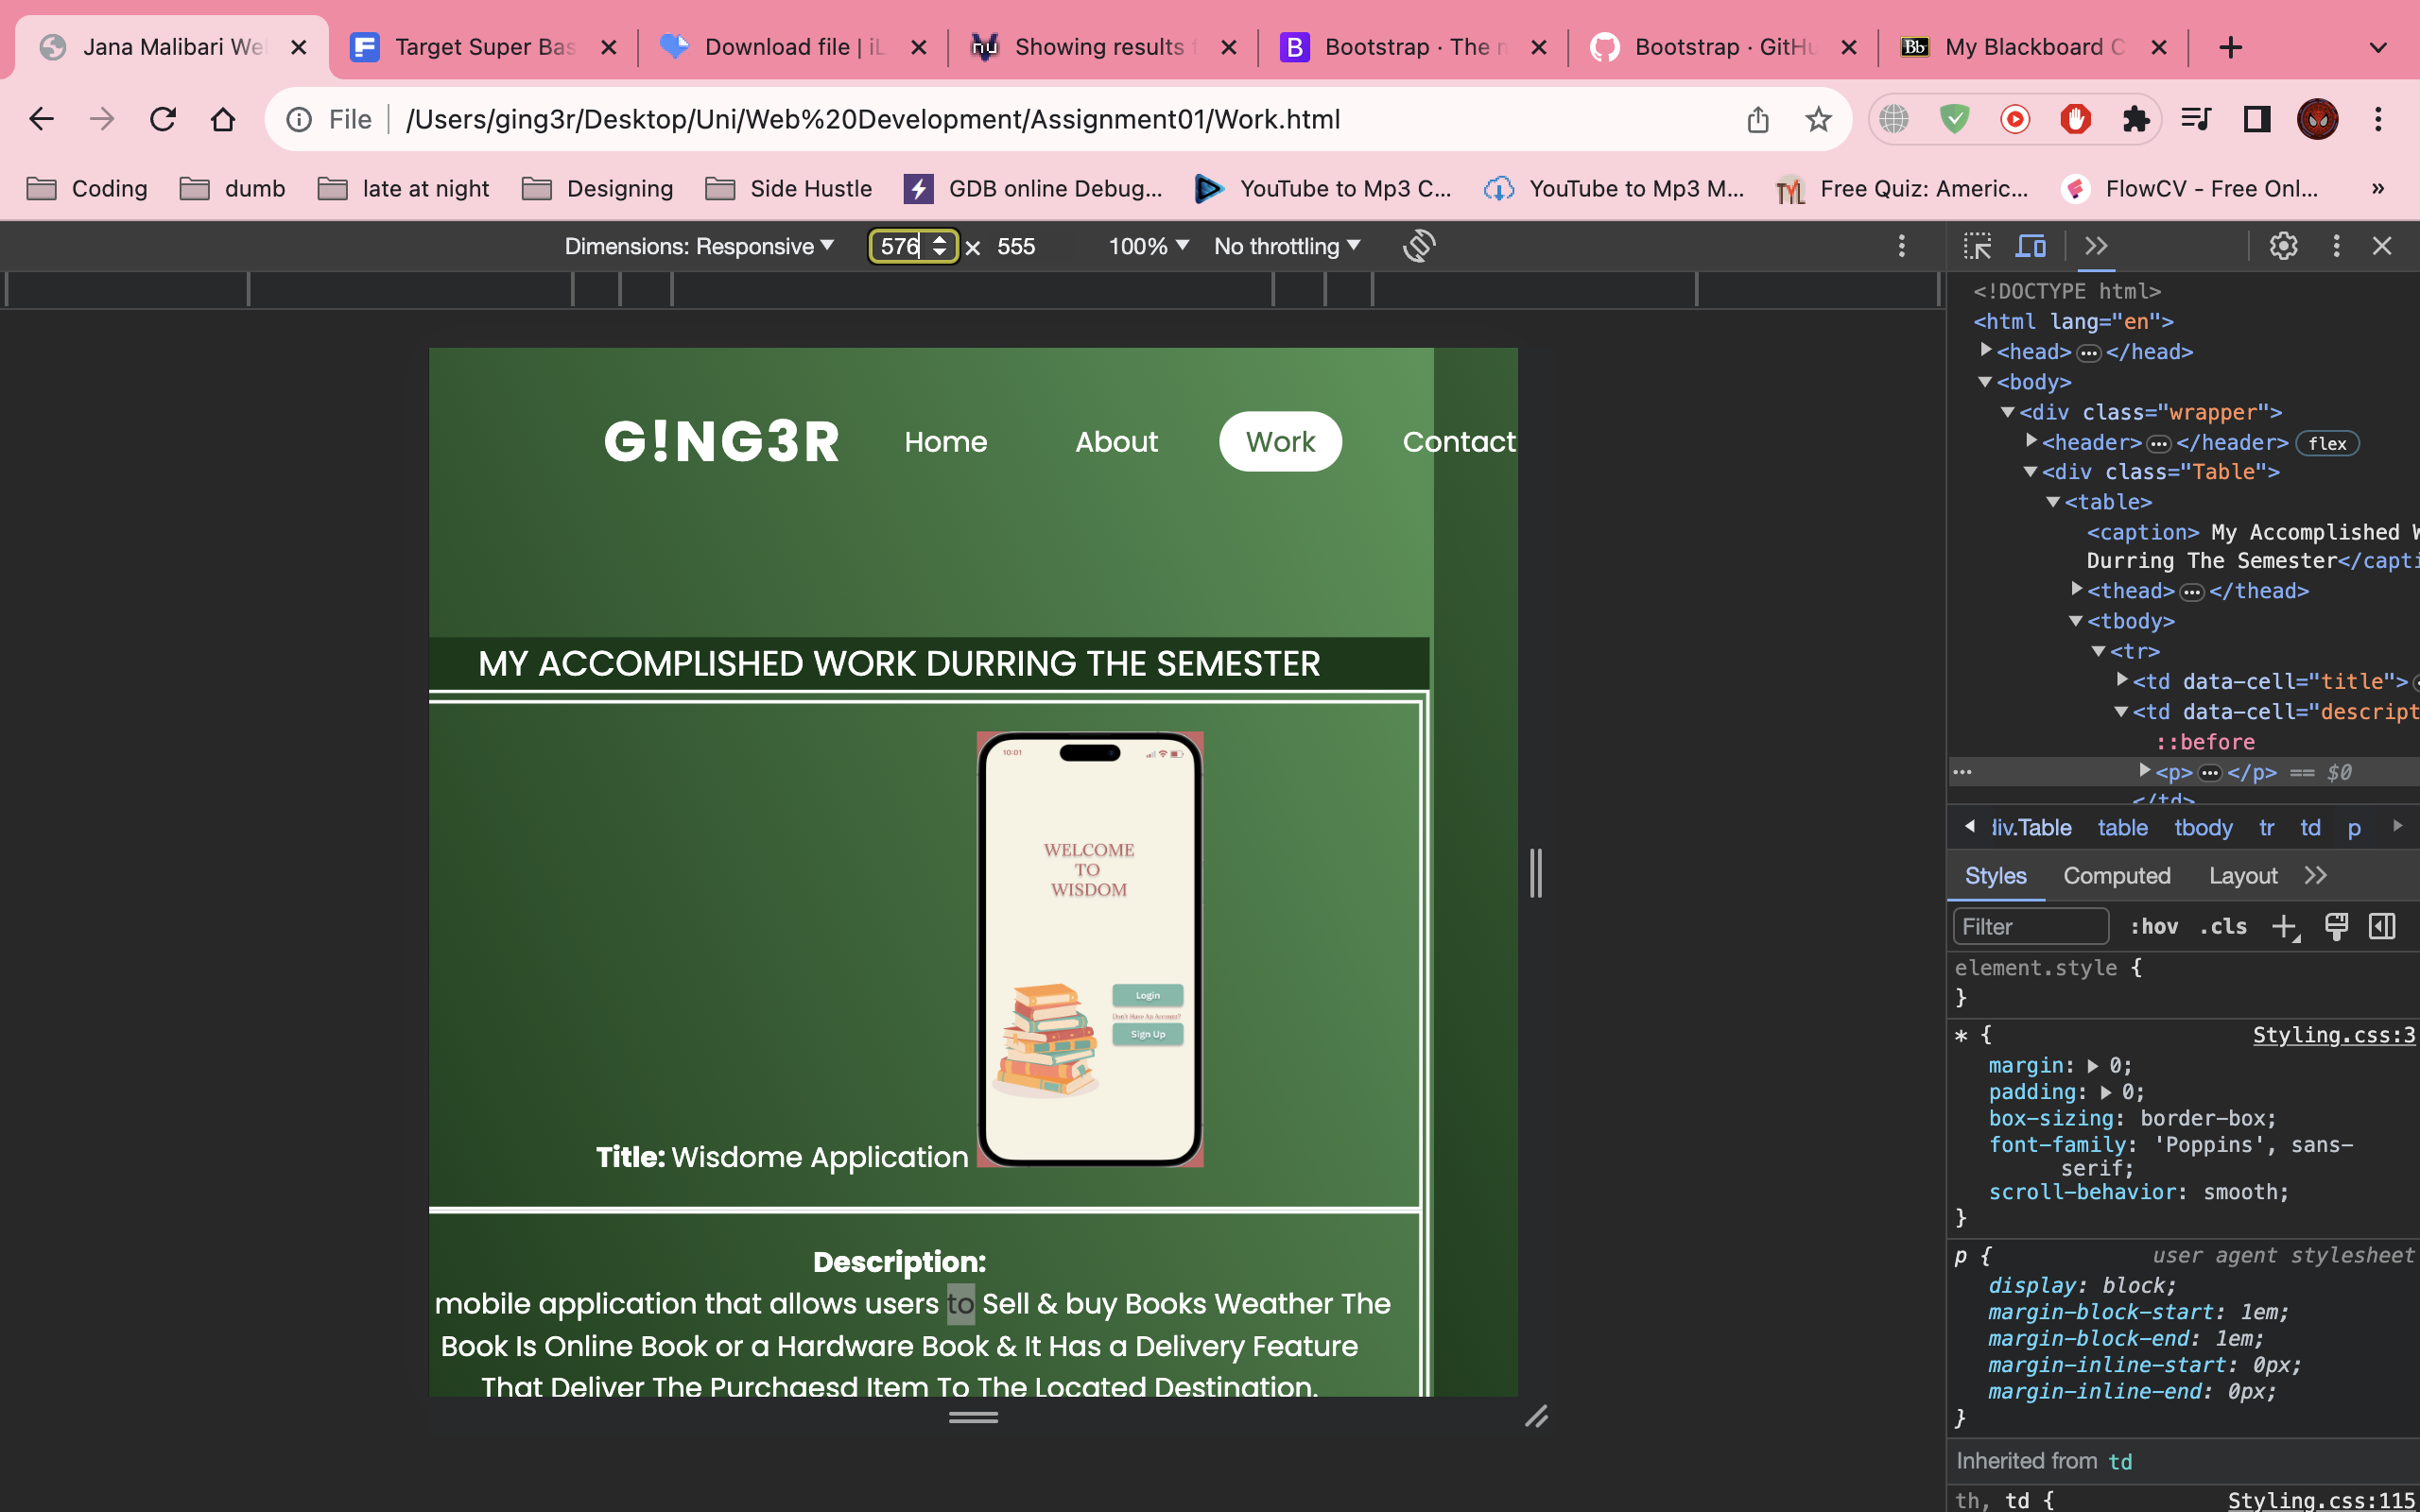 Jana Malibari We
Target Super Bas
Download file | iL
Showing results f
Bootstrap · The n
Bootstrap · GitHu
My Blackboard C
File
/Users/ging3r/Desktop/Uni/Web%20Development/Assignment01/Work.html
Coding
dumb
late at night
Designing
Side Hustle
GDB online Debug...
YouTube to Mp3 C...
YouTube to Mp3 M...
Free Quiz: Americ...
FlowCV - Free Onl...
»
Dimensions: Responsive
576 × 555
100%
No throttling
G!NG3R
Home
About
Work
Contact
MY ACCOMPLISHED WORK DURRING THE SEMESTER
10:01
WELCOME
TO
WISDOM
Login
Don't Have An Account?
Sign Up
Title: Wisdome Application
Description:
mobile application that allows users to Sell & buy Books Weather The
Book Is Online Book or a Hardware Book & It Has a Delivery Feature
That Deliver The Purchaesd Item To The Located Destination.
<!DOCTYPE html>
<html lang="en">
<head> ••• </head>
<body>
<div class="wrapper">
<header> ••• </header> flex
<div class="Table">
<table>
<caption> My Accomplished W
Durring The Semester</capti
<thead> ••• </thead>
<tbody>
<tr>
<td data-cell="title">
<td data-cell="descript
::before
••• <p> ••• </p> == $0
</td>
div.Table table tbody tr td p
Styles
Computed
Layout
Filter
:hov .cls
element.style {
}
* { Styling.css:3
margin: 0;
padding: 0;
box-sizing: border-box;
font-family: 'Poppins', sans-
serif;
scroll-behavior: smooth;
}
p { user agent stylesheet
display: block;
margin-block-start: 1em;
margin-block-end: 1em;
margin-inline-start: 0px;
margin-inline-end: 0px;
}
Inherited from td
th, td { Styling.css:115